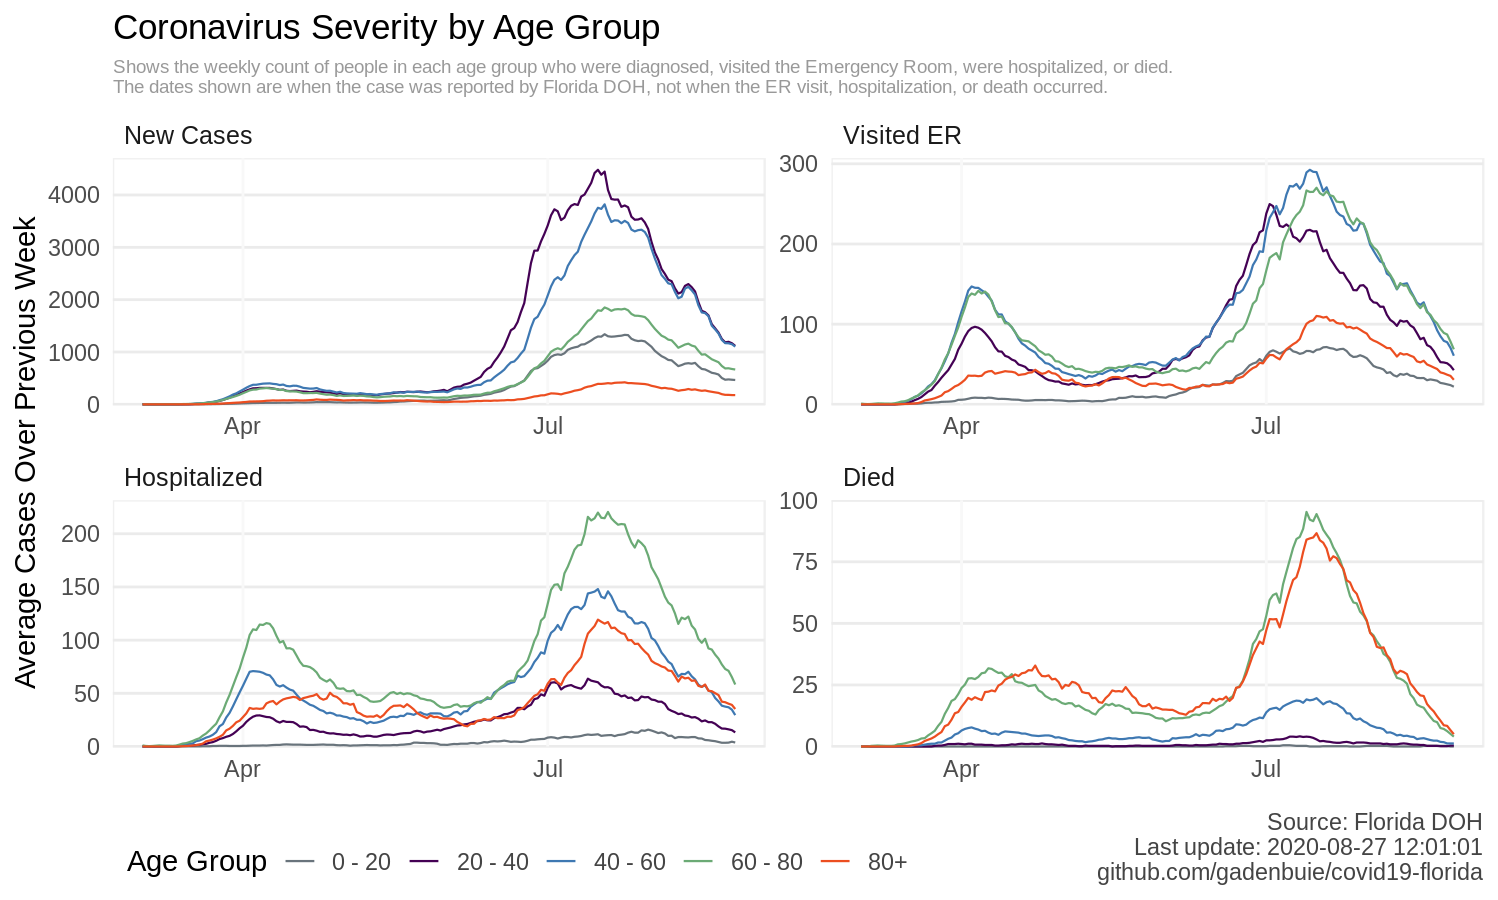 Coronavirus Severity by Age Group
Shows the weekly count of people in each age group who were diagnosed, visited the Emergency Room, were hospitalized, or died.
The dates shown are when the case was reported by Florida DOH, not when the ER visit, hospitalization, or death occurred.
Average Cases Over Previous Week
New Cases
4000
3000
2000
1000
0
Apr
Jul
Visited ER
300
200
100
0
Apr
Jul
Hospitalized
200
150
100
50
0
Apr
Jul
Died
100
75
50
25
0
Apr
Jul
Age Group 0 - 20 20 - 40 40 - 60 60 - 80 80+
Source: Florida DOH
Last update: 2020-08-27 12:01:01
github.com/gadenbuie/covid19-florida